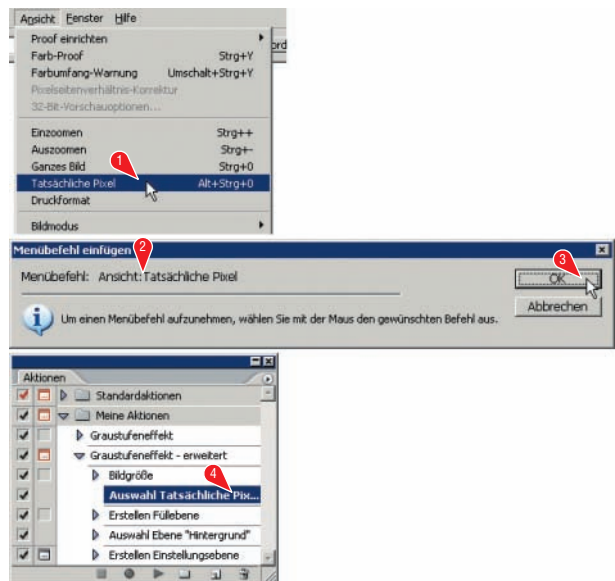 Ansicht Fenster Hilfe
Proof einrichten
Farb-Proof Strg+Y
Farbumfang-Warnung Umschalt+Strg+Y
Pixelseitenverhältnis-Korrektur
32-Bit-Vorschauoptionen...
Einzoomen Strg++
Auszoomen Strg+-
1
Ganzes Bild Strg+0
Tatsächliche Pixel Alt+Strg+0
Druckformat
Bildmodus
Menübefehl einfügen
2
Menübefehl: Ansicht:Tatsächliche Pixel
3
OK
Abbrechen
Um einen Menübefehl aufzunehmen, wählen Sie mit der Maus den gewünschten Befehl aus.
Aktionen
Standardaktionen
Meine Aktionen
Graustufeneffekt
Graustufeneffekt - erweitert
Bildgröße
4
Auswahl Tatsächliche Pix...
Erstellen Füllebene
Auswahl Ebene "Hintergrund"
Erstellen Einstellungsebene